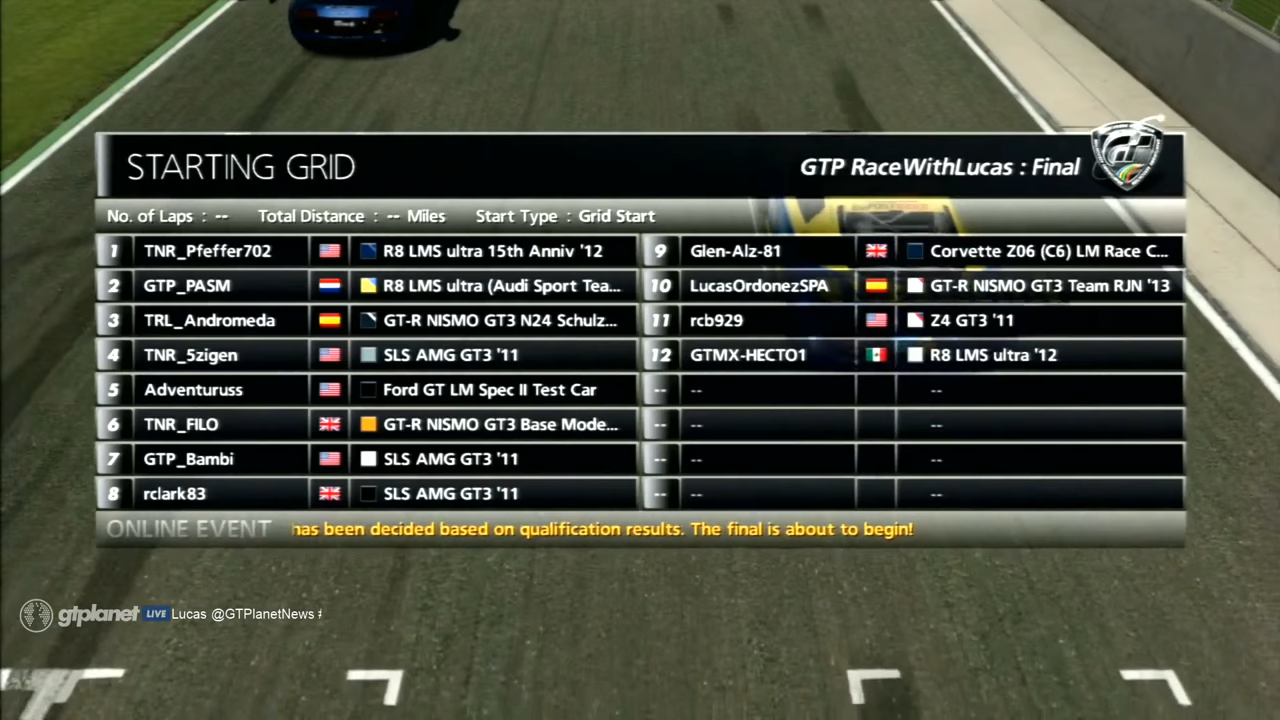 STARTING GRID
GTP RaceWithLucas : Final
No. of Laps : -- Total Distance : -- Miles Start Type : Grid Start
1 TNR_Pfeffer702 R8 LMS ultra 15th Anniv '12
2 GTP_PASM R8 LMS ultra (Audi Sport Tea...
3 TRL_Andromeda GT-R NISMO GT3 N24 Schulz...
4 TNR_5zigen SLS AMG GT3 '11
5 Adventuruss Ford GT LM Spec II Test Car
6 TNR_FILO GT-R NISMO GT3 Base Mode...
7 GTP_Bambi SLS AMG GT3 '11
8 rclark83 SLS AMG GT3 '11
9 Glen-Alz-81 Corvette Z06 (C6) LM Race C...
10 LucasOrdonezSPA GT-R NISMO GT3 Team RJN '13
11 rcb929 Z4 GT3 '11
12 GTMX-HECTO1 R8 LMS ultra '12
-- -- --
-- -- --
-- -- --
-- -- --
ONLINE EVENT has been decided based on qualification results. The final is about to begin!
gtplanet LIVE Lucas @GTPlanetNews